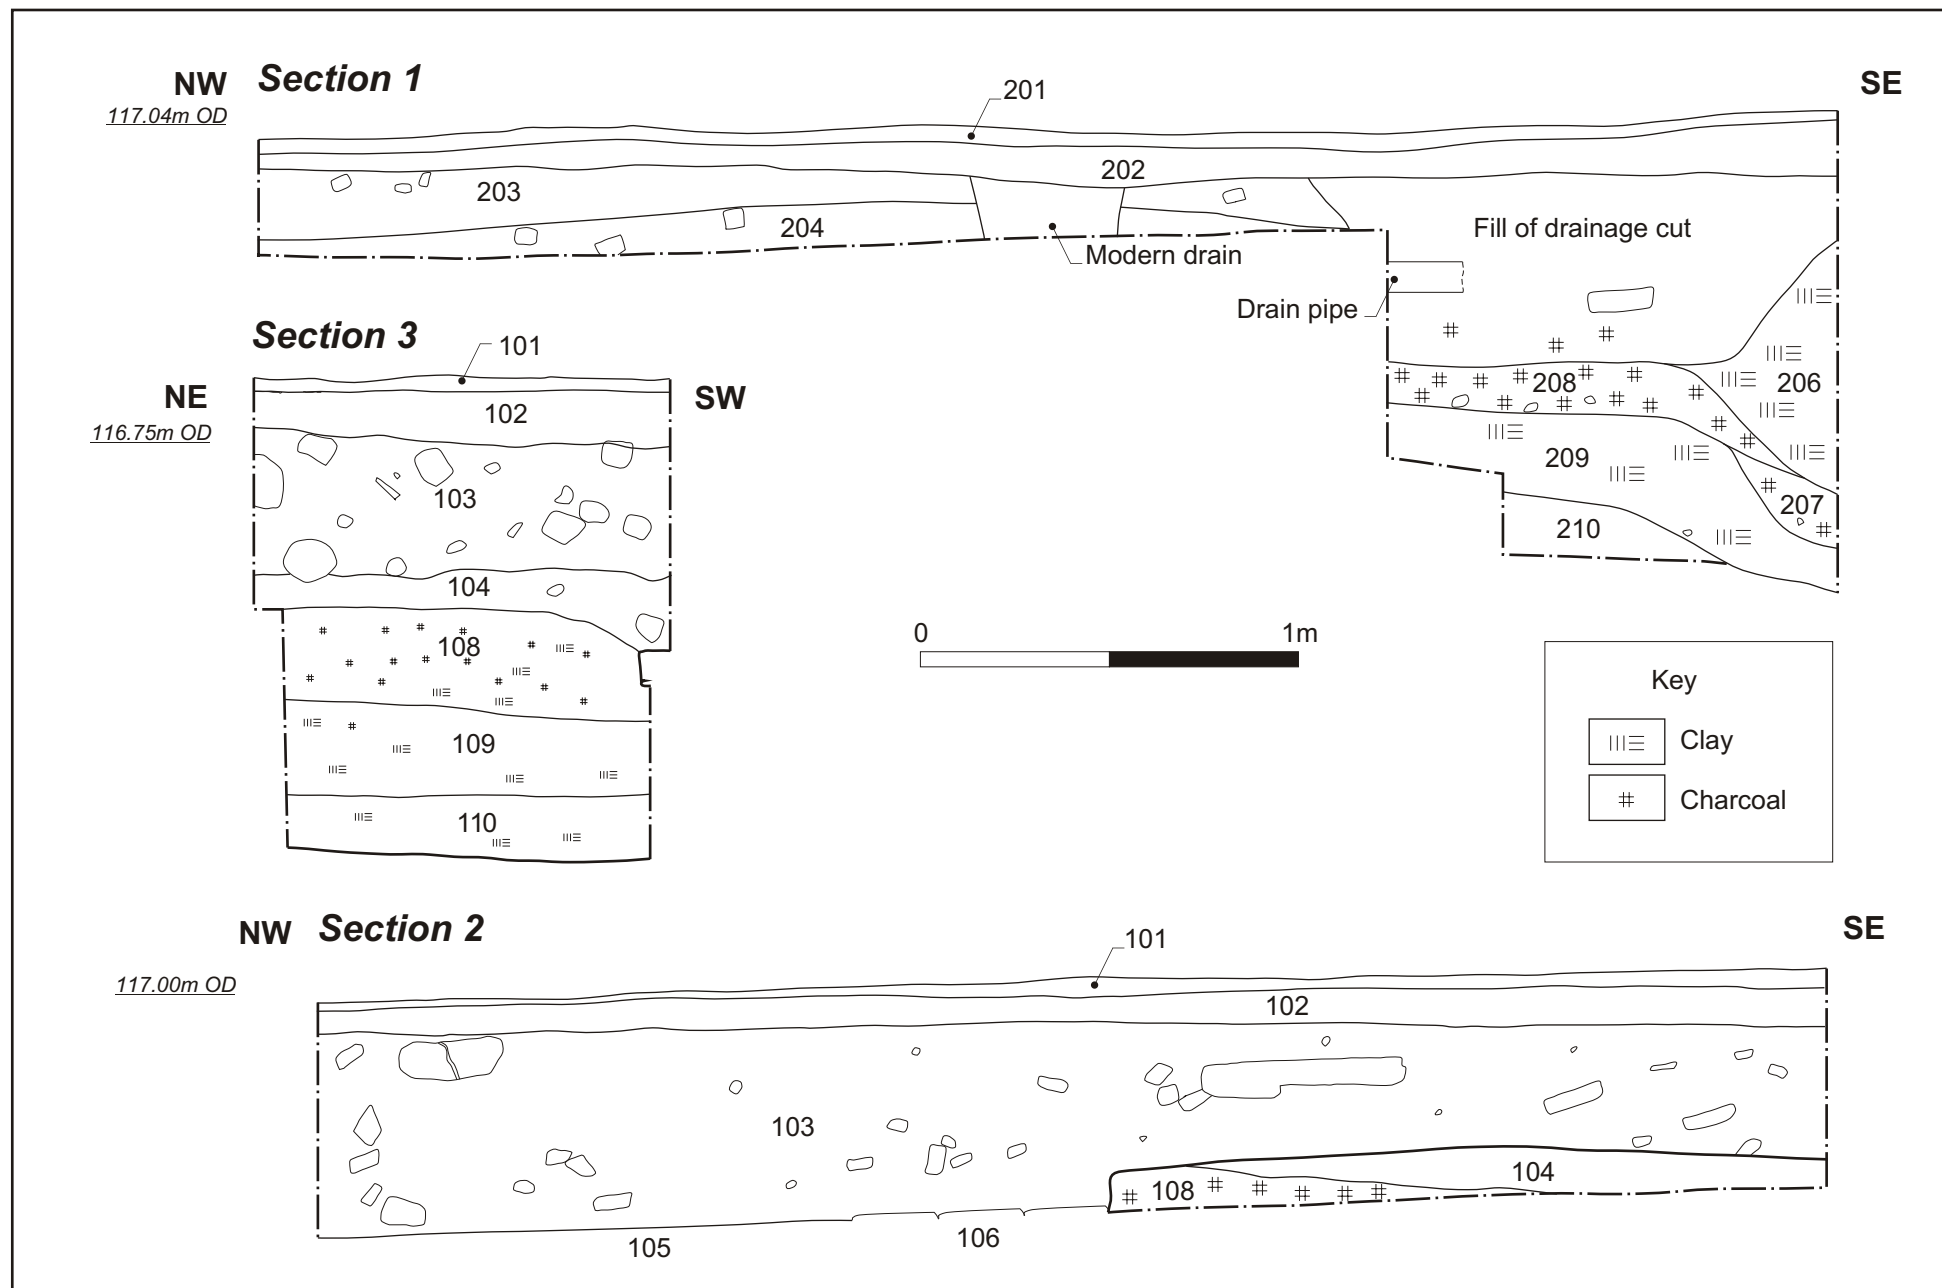 NW Section 1 SE
117.04m OD
201
202
203
204
Modern drain
Fill of drainage cut
Drain pipe
208
206
209
207
210
Section 3
101
NE SW
116.75m OD
102
103
104
108
109
110
0 1m
Key
Clay
Charcoal
NW Section 2 SE
117.00m OD
101
102
103
104
108
105
106